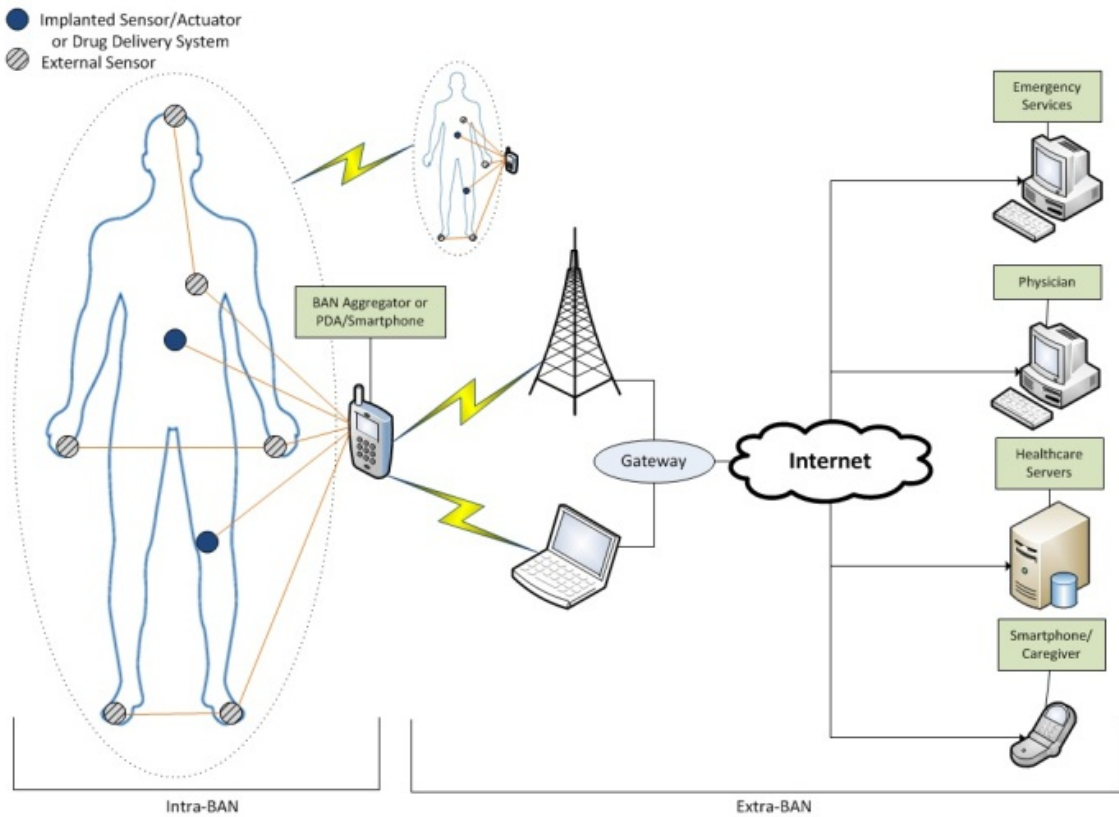 Implanted Sensor/Actuator
or Drug Delivery System
External Sensor
Emergency
Services
Physician
BAN Aggregator or
PDA/Smartphone
Gateway
Internet
Healthcare
Servers
Smartphone/
Caregiver
Intra-BAN
Extra-BAN